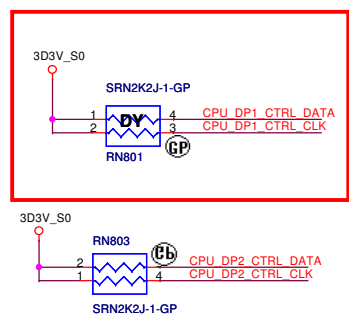 3D3V_S0
SRN2K2J-1-GP
1 DY 4 CPU_DP1_CTRL_DATA
2 3 CPU_DP1_CTRL_CLK
RN801 GP
3D3V_S0
RN803
2 3 CPU_DP2_CTRL_DATA
1 4 CPU_DP2_CTRL_CLK
SRN2K2J-1-GP